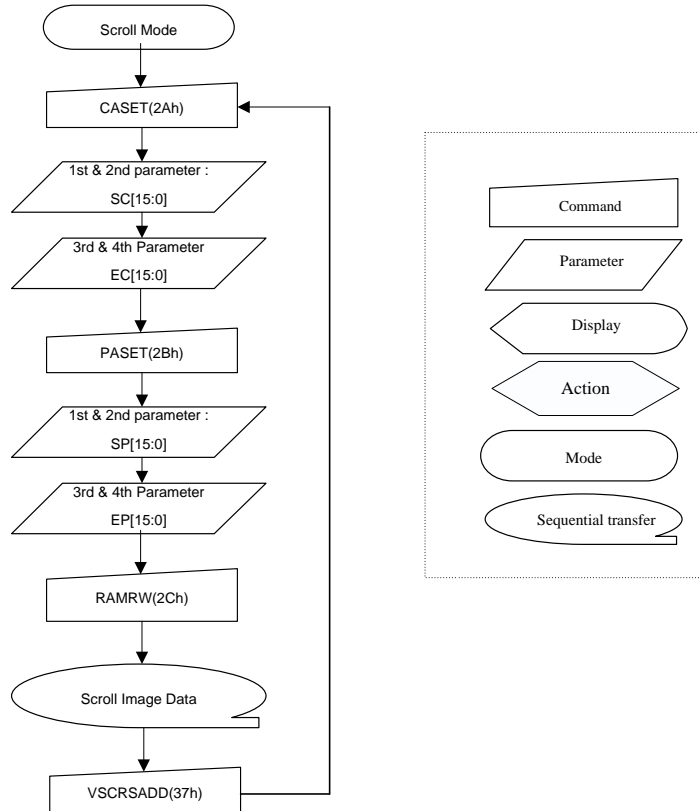 Scroll Mode
CASET(2Ah)
1st & 2nd parameter :
SC[15:0]
3rd & 4th Parameter
EC[15:0]
PASET(2Bh)
1st & 2nd parameter :
SP[15:0]
3rd & 4th Parameter
EP[15:0]
RAMRW(2Ch)
Scroll Image Data
VSCRSADD(37h)
Command
Parameter
Display
Action
Mode
Sequential transfer